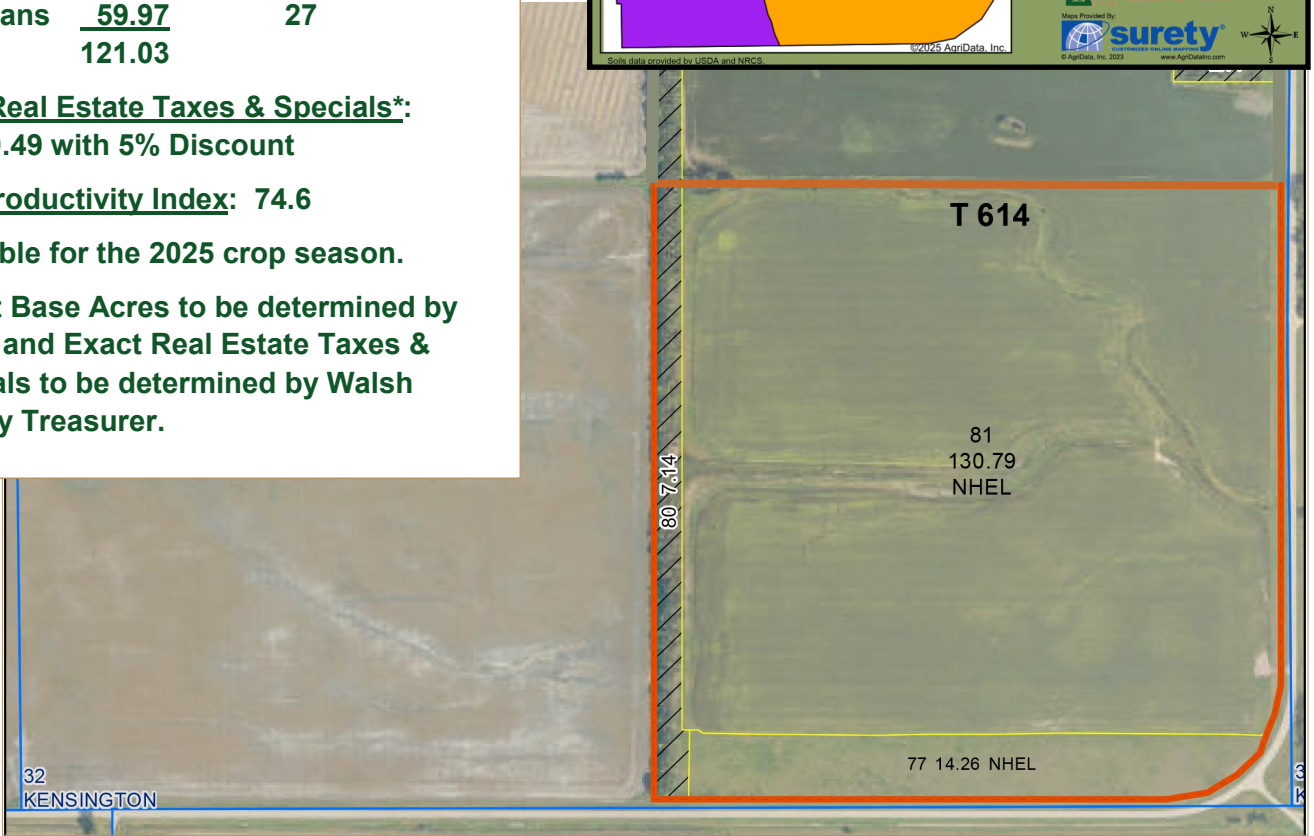 59.97 27
121.03
Real Estate Taxes & Specials*:
.49 with 5% Discount
roductivity Index: 74.6
ble for the 2025 crop season.
Base Acres to be determined by
and Exact Real Estate Taxes &
als to be determined by Walsh
y Treasurer.
©2025 AgriData, Inc.
Soils data provided by USDA and NRCS.
Maps Provided By:
surety®
CUSTOMIZED ONLINE MAPPING
© AgriData, Inc. 2023 www.AgriDataInc.com
N
W E
S
T 614
81
130.79
NHEL
80 7.14
77 14.26 NHEL
32
KENSINGTON
3
K